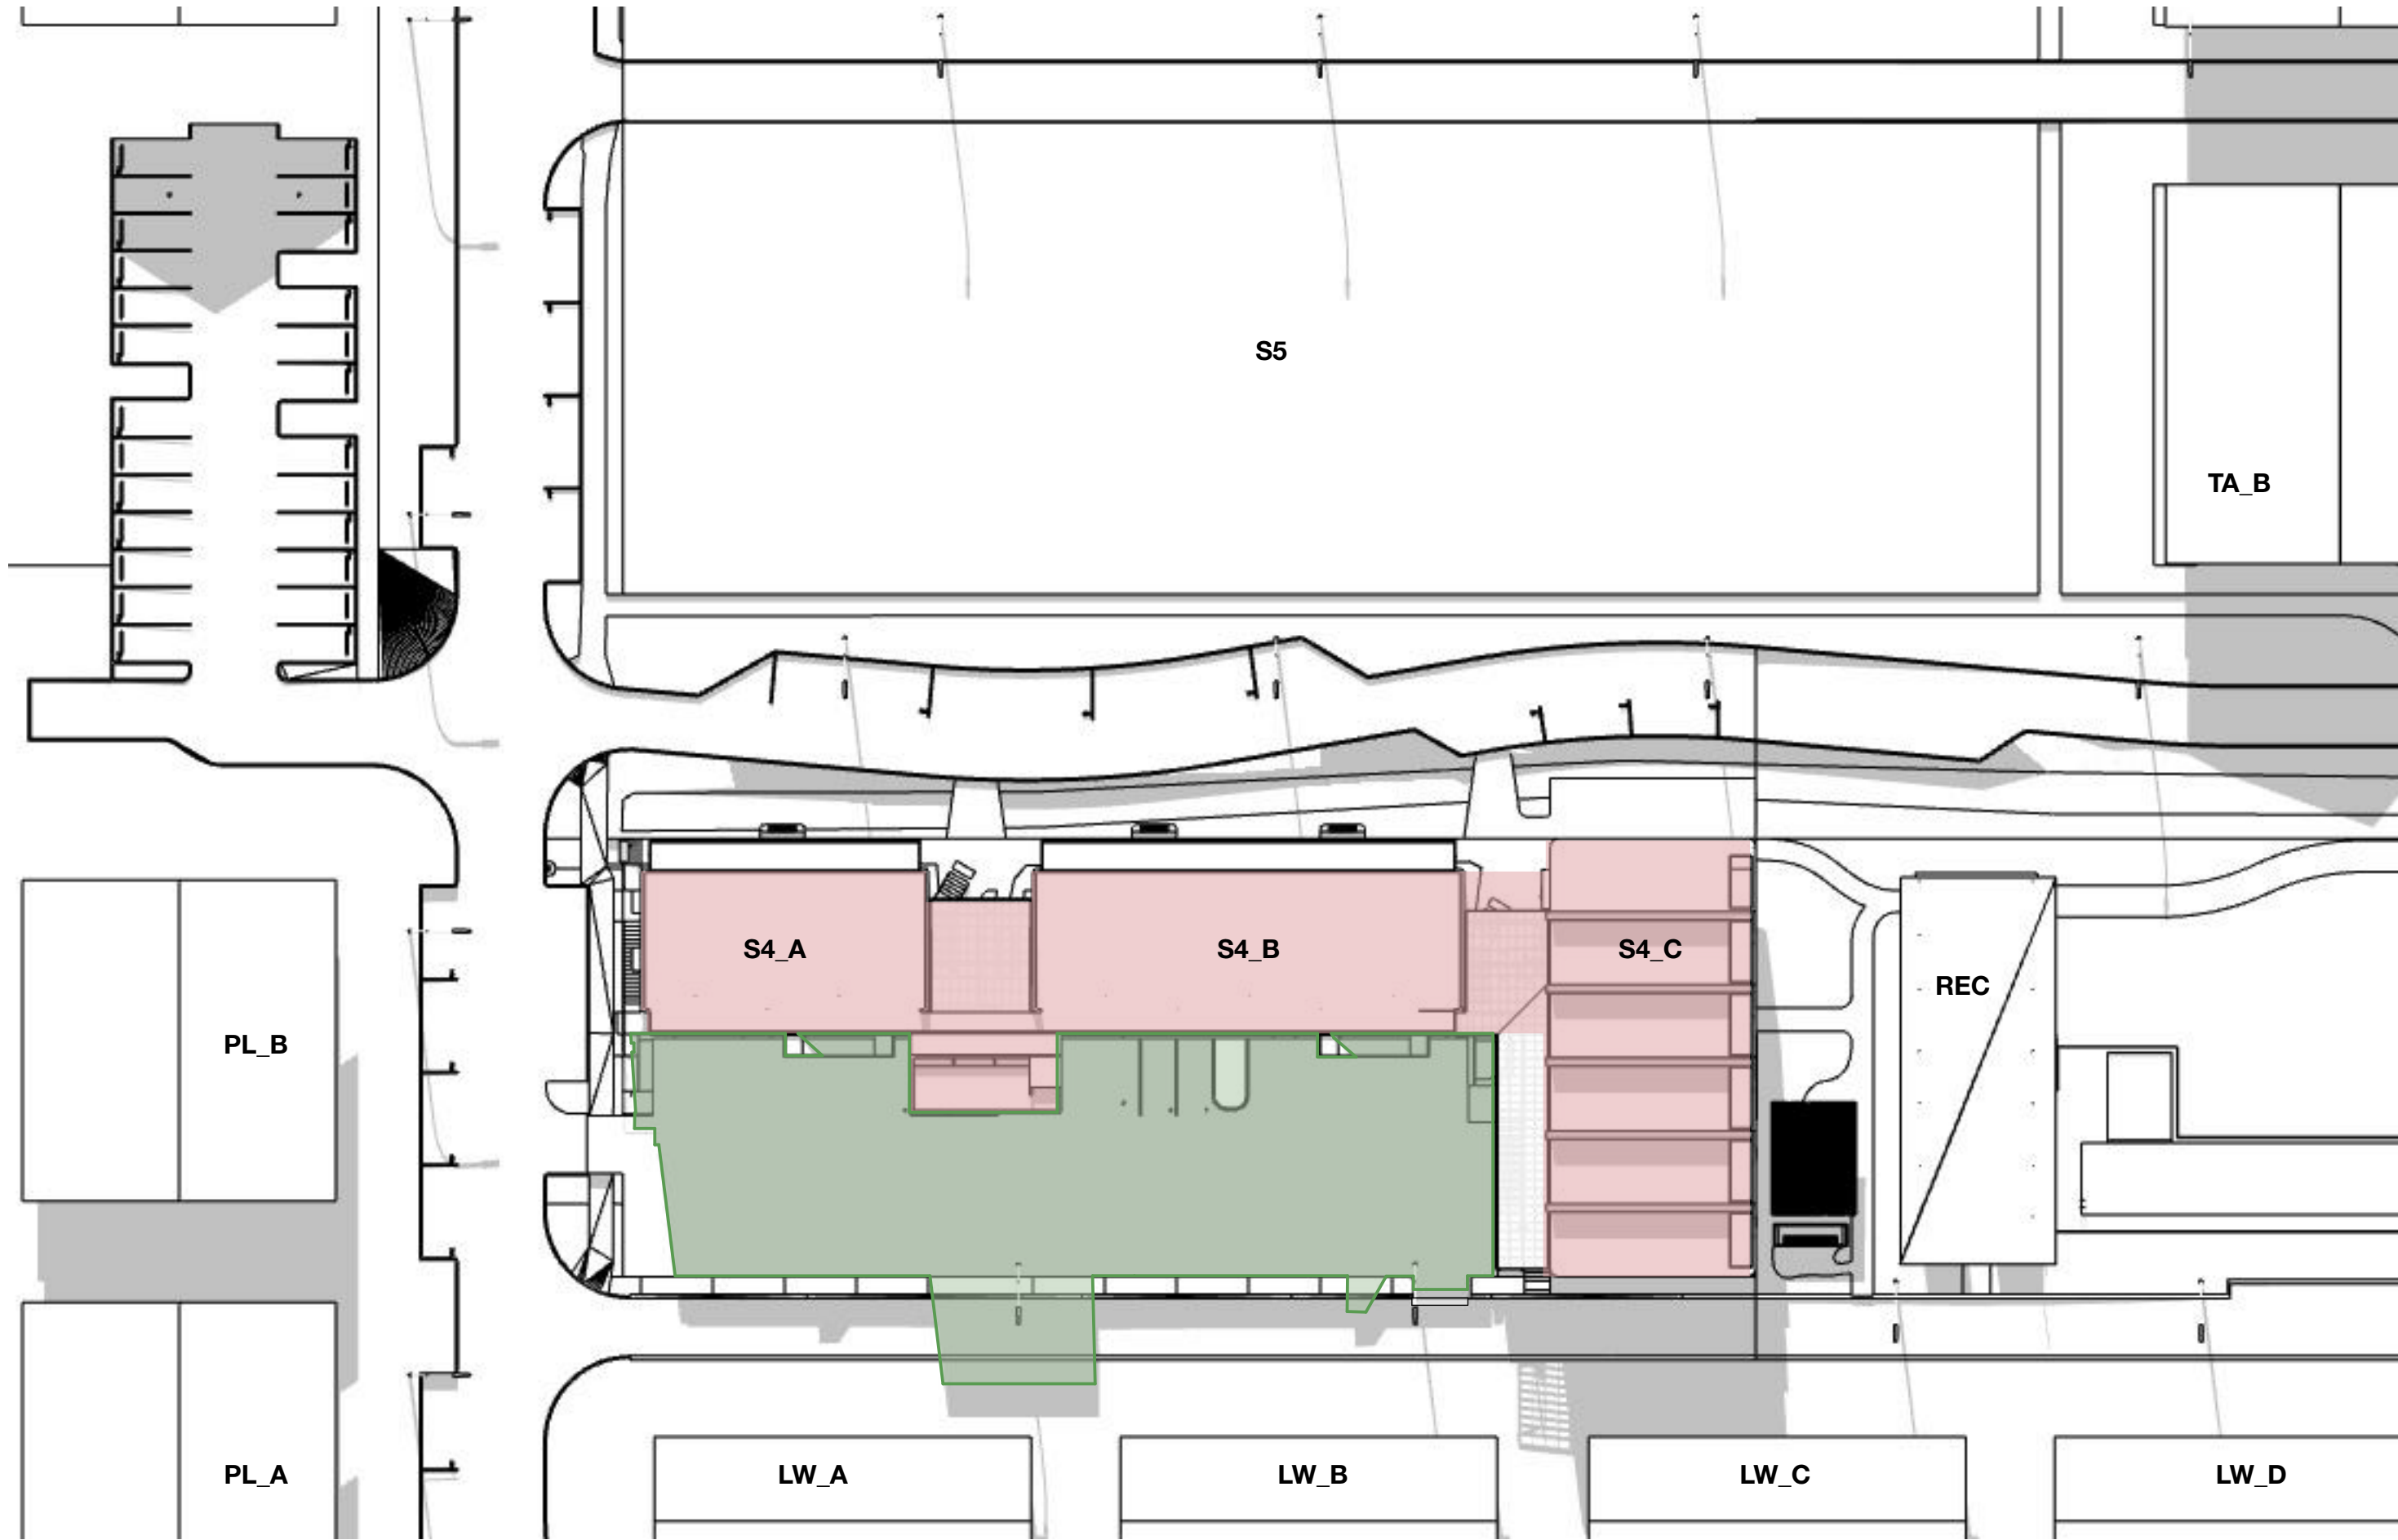 S5
TA_B
S4_A
S4_B
S4_C
REC
PL_B
PL_A
LW_A
LW_B
LW_C
LW_D